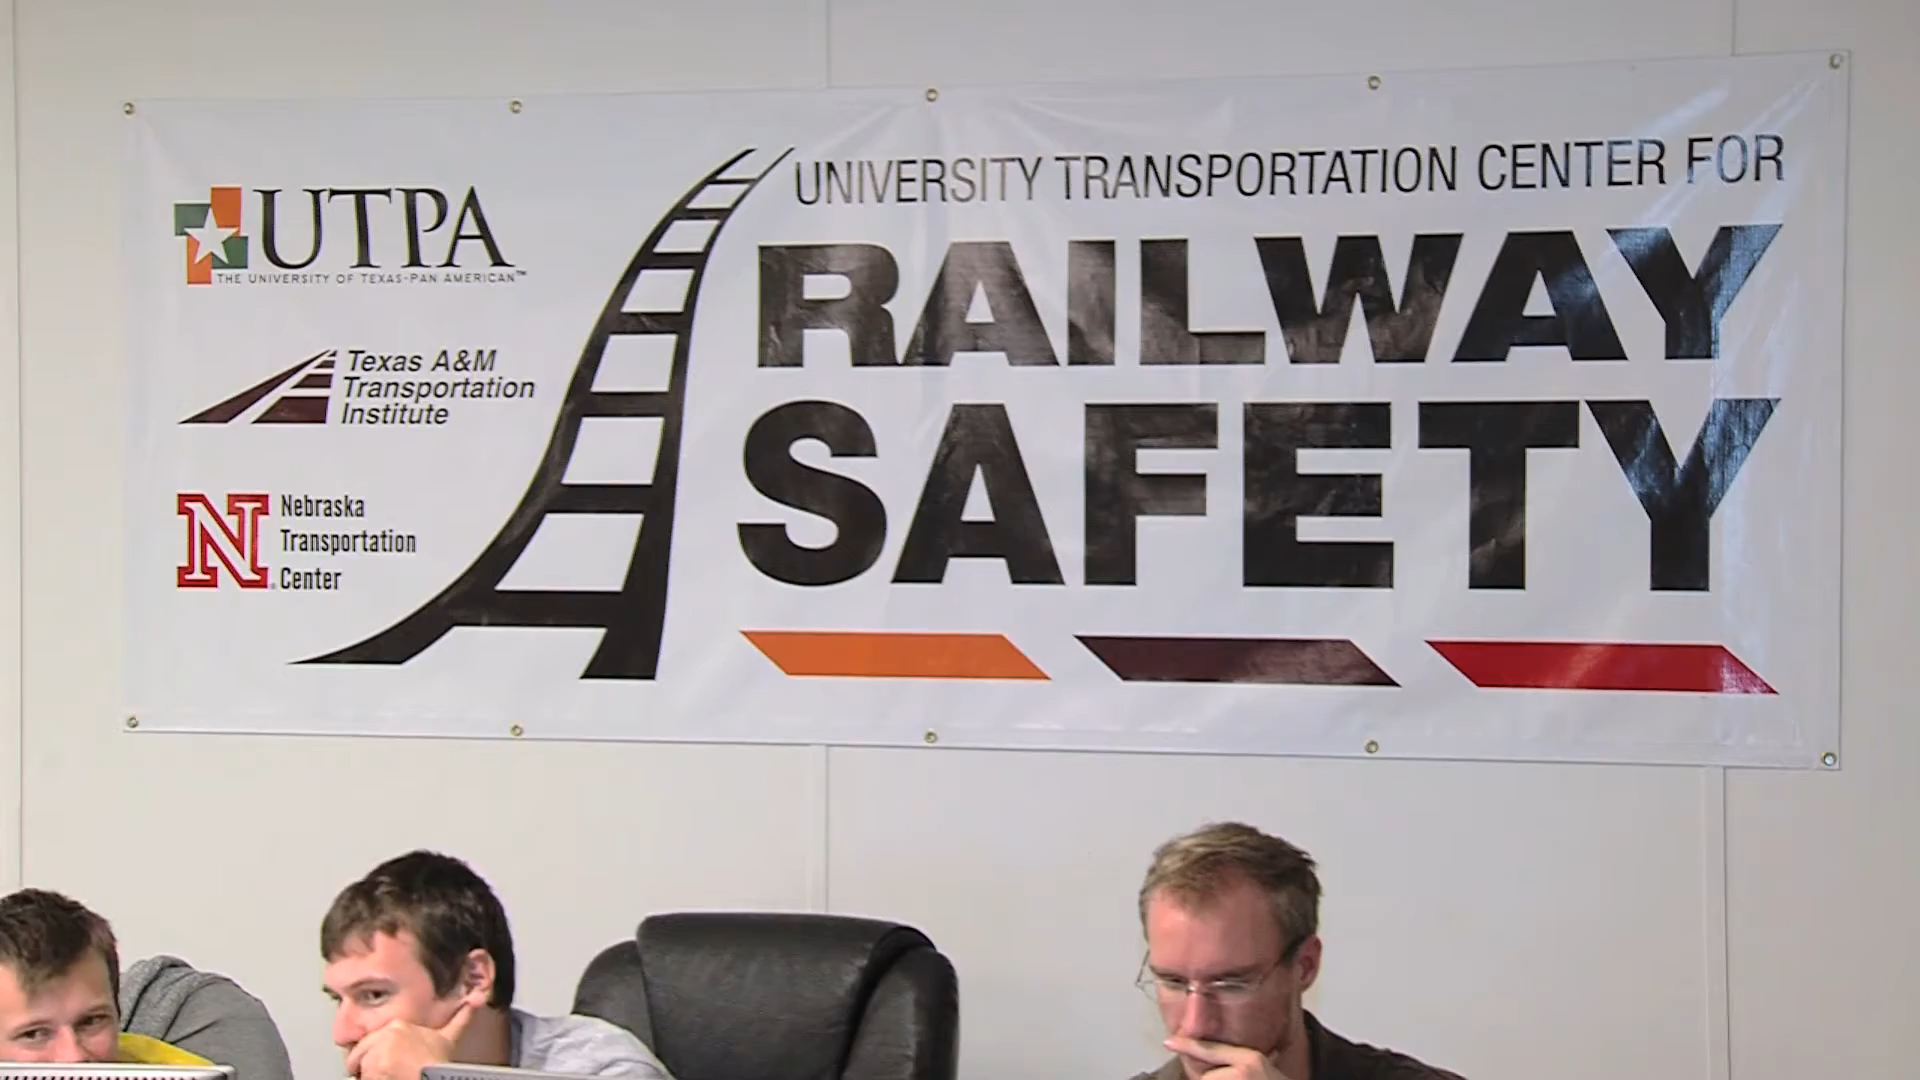 UTPA
THE UNIVERSITY OF TEXAS-PAN AMERICAN™
Texas A&M
Transportation
Institute
N
Nebraska
Transportation
Center
UNIVERSITY TRANSPORTATION CENTER FOR
RAILWAY
SAFETY